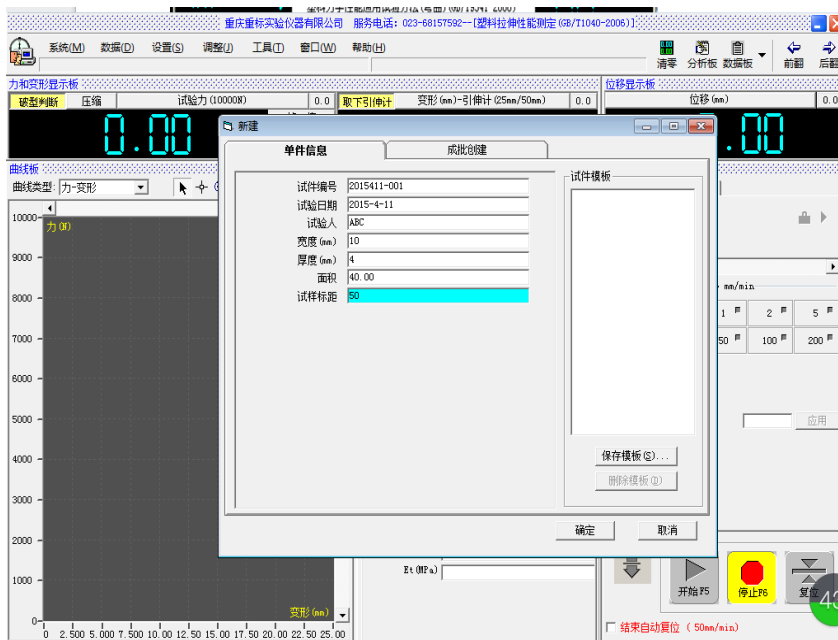 重庆重标实验仪器有限公司 服务电话：023-68157592--[塑料拉伸性能测定(GB/T1040-2006)]
系统(M) 数据(D) 设置(S) 调整(J) 工具(T) 窗口(W) 帮助(H)
清零 分析板 数据板 前翻 后翻
力和变形显示板 位移显示板
破型判断 压缩 试验力(10000N) 0.0 取下引伸计 变形(mm)-引伸计(25mm/50mm) 0.0 位移(mm) 0.0
0.00 .00
新建
曲线板
单件信息 成批创建
曲线类型: 力-变形
试件模板
试件编号 2015411-001
试验日期 2015-4-11
试验人 ABC
宽度(mm) 10
厚度(mm) 4
面积 40.00
试样标距 50
力(N)
10000
9000
8000
7000
6000
5000
4000
3000
2000
1000
0
mm/min
1 2 5
50 100 200
应用
保存模板(S)...
删除模板(D)
确定 取消
Et(MPa)
开始F5 停止F6 复位
变形(mm)
0 2.500 5.000 7.500 10.00 12.50 15.00 17.50 20.00 22.50 25.00
结束自动复位 ( 50mm/min)
43